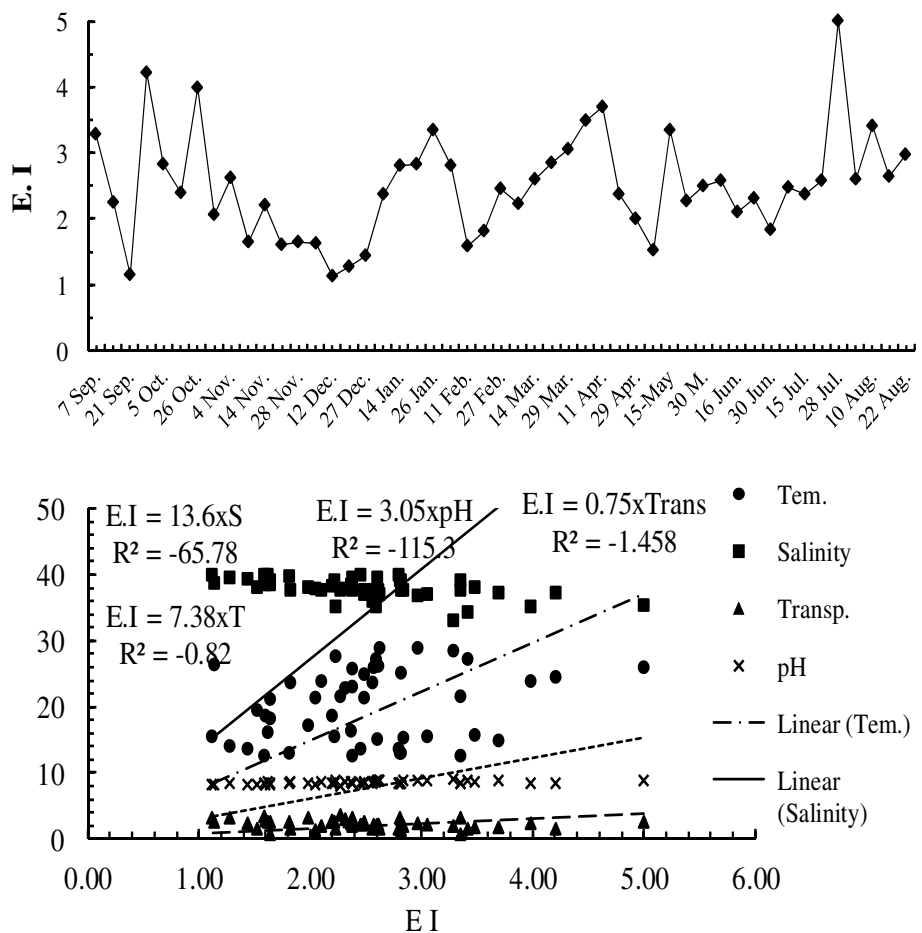 5
4
3
2
1
0
E. I
7 Sep.
21 Sep.
5 Oct.
26 Oct.
4 Nov.
14 Nov.
28 Nov.
12 Dec.
27 Dec.
14 Jan.
26 Jan.
11 Feb.
27 Feb.
14 Mar.
29 Mar.
11 Apr.
29 Apr.
15-May
30 M.
16 Jun.
30 Jun.
15 Jul.
28 Jul.
10 Aug.
22 Aug.
50
40
30
20
10
0
E.I = 13.6xS
R² = -65.78
E.I = 3.05xpH
R² = -115.3
E.I = 0.75xTrans
R² = -1.458
E.I = 7.38xT
R² = -0.82
0.00 1.00 2.00 3.00 4.00 5.00 6.00
E I
Tem.
Salinity
Transp.
pH
Linear (Tem.)
Linear
(Salinity)